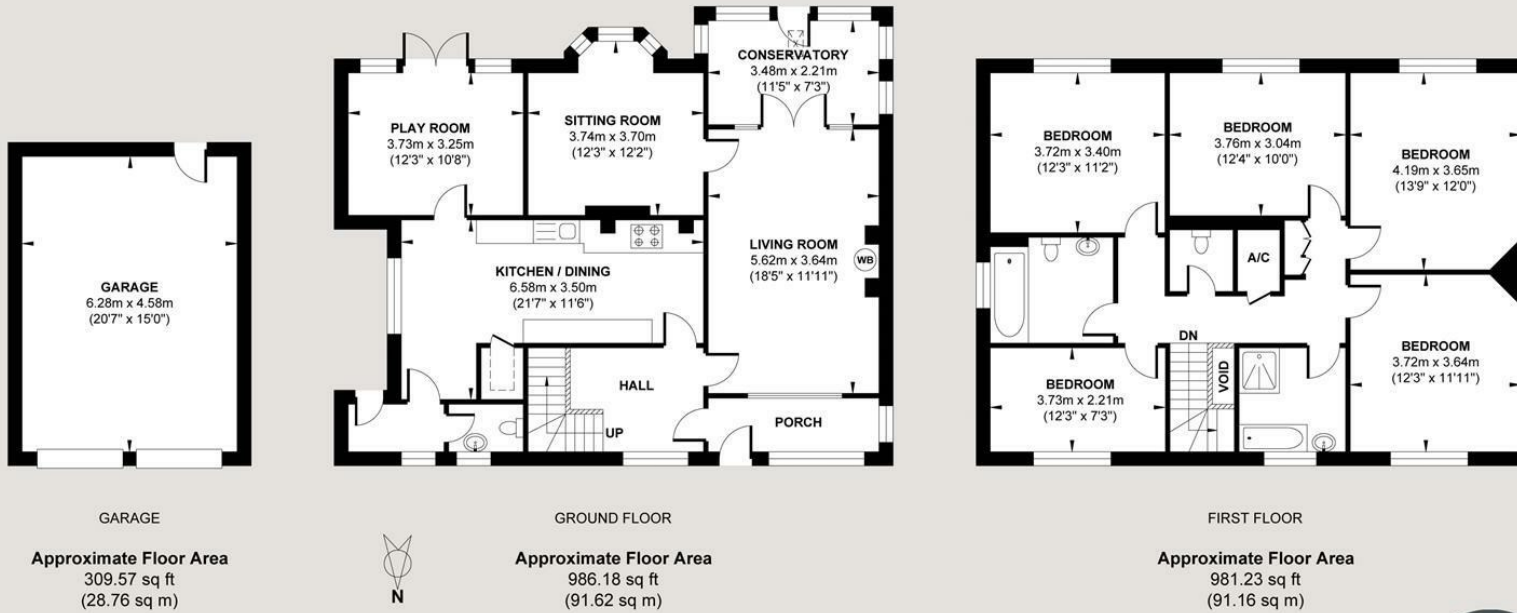 GARAGE
6.28m x 4.58m
(20'7" x 15'0")
GARAGE
Approximate Floor Area
309.57 sq ft
(28.76 sq m)
PLAY ROOM
3.73m x 3.25m
(12'3" x 10'8")
SITTING ROOM
3.74m x 3.70m
(12'3" x 12'2")
CONSERVATORY
3.48m x 2.21m
(11'5" x 7'3")
KITCHEN / DINING
6.58m x 3.50m
(21'7" x 11'6")
LIVING ROOM
5.62m x 3.64m
(18'5" x 11'11")
WB
HALL
UP
PORCH
N
GROUND FLOOR
Approximate Floor Area
986.18 sq ft
(91.62 sq m)
BEDROOM
3.72m x 3.40m
(12'3" x 11'2")
BEDROOM
3.76m x 3.04m
(12'4" x 10'0")
BEDROOM
4.19m x 3.65m
(13'9" x 12'0")
A/C
DN
VOID
BEDROOM
3.73m x 2.21m
(12'3" x 7'3")
BEDROOM
3.72m x 3.64m
(12'3" x 11'11")
FIRST FLOOR
Approximate Floor Area
981.23 sq ft
(91.16 sq m)